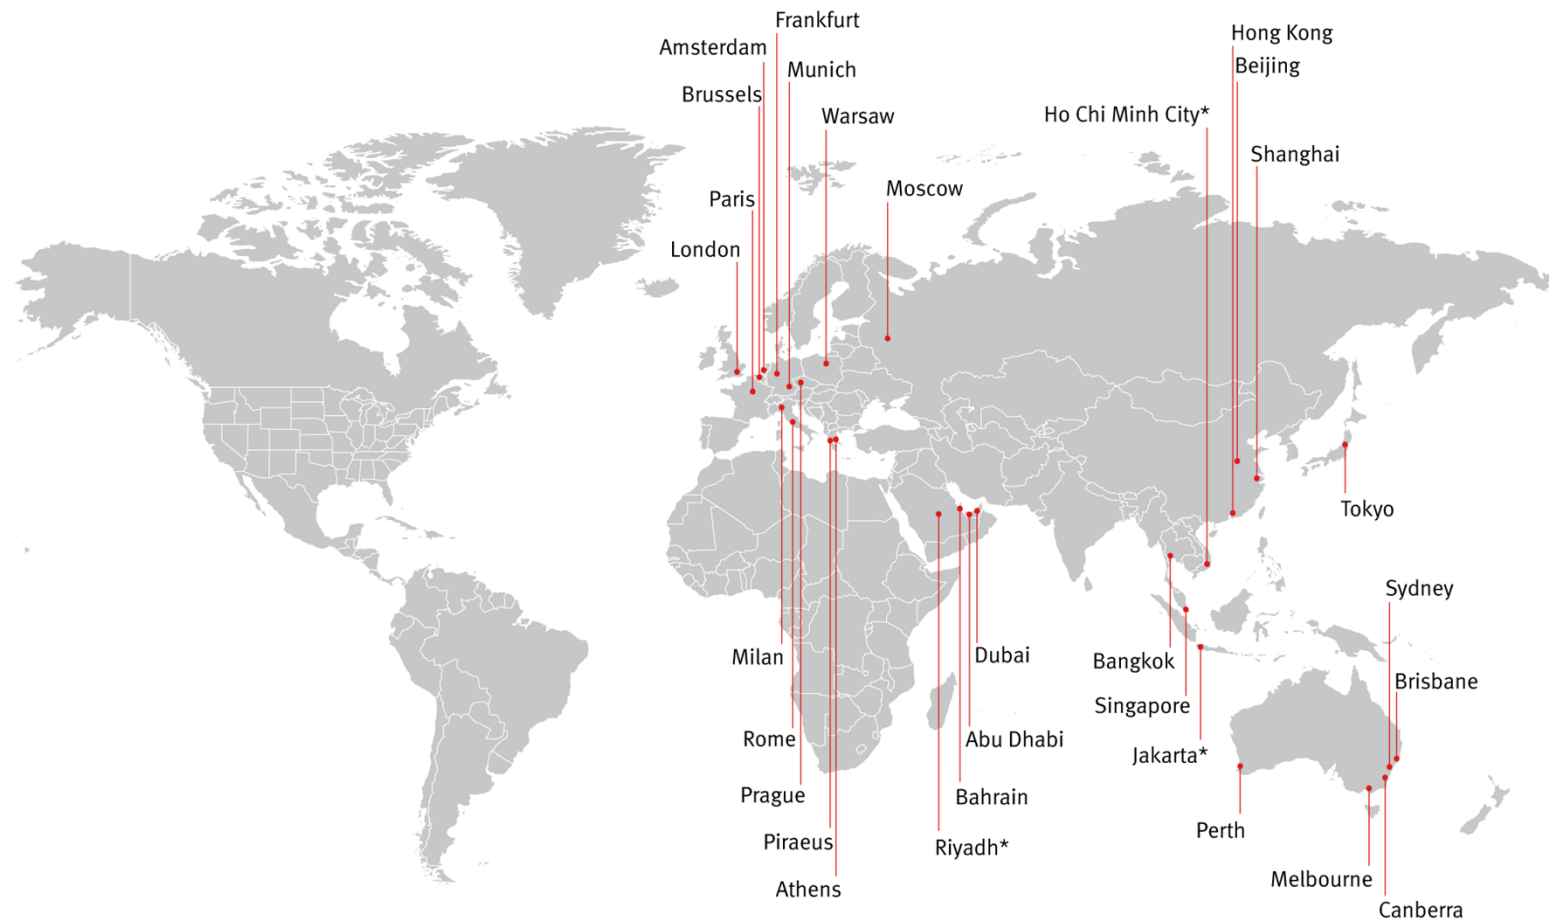 Frankfurt
Hong Kong
Amsterdam
Beijing
Munich
Brussels
Ho Chi Minh City*
Warsaw
Shanghai
Moscow
Paris
London
Tokyo
Sydney
Milan
Dubai
Bangkok
Brisbane
Singapore
Rome
Abu Dhabi
Jakarta*
Prague
Bahrain
Perth
Piraeus
Riyadh*
Melbourne
Athens
Canberra